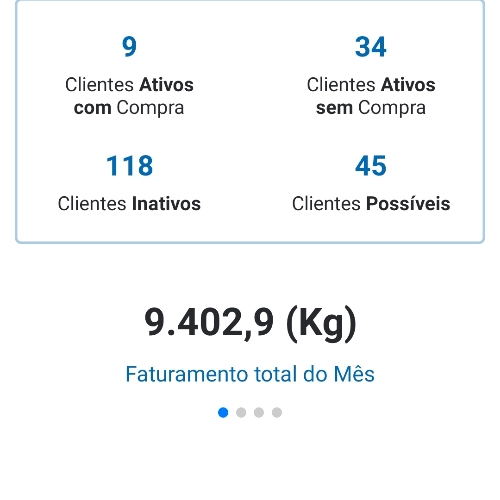 9
Clientes Ativos
com Compra
34
Clientes Ativos
sem Compra
118
Clientes Inativos
45
Clientes Possíveis
9.402,9 (Kg)
Faturamento total do Mês